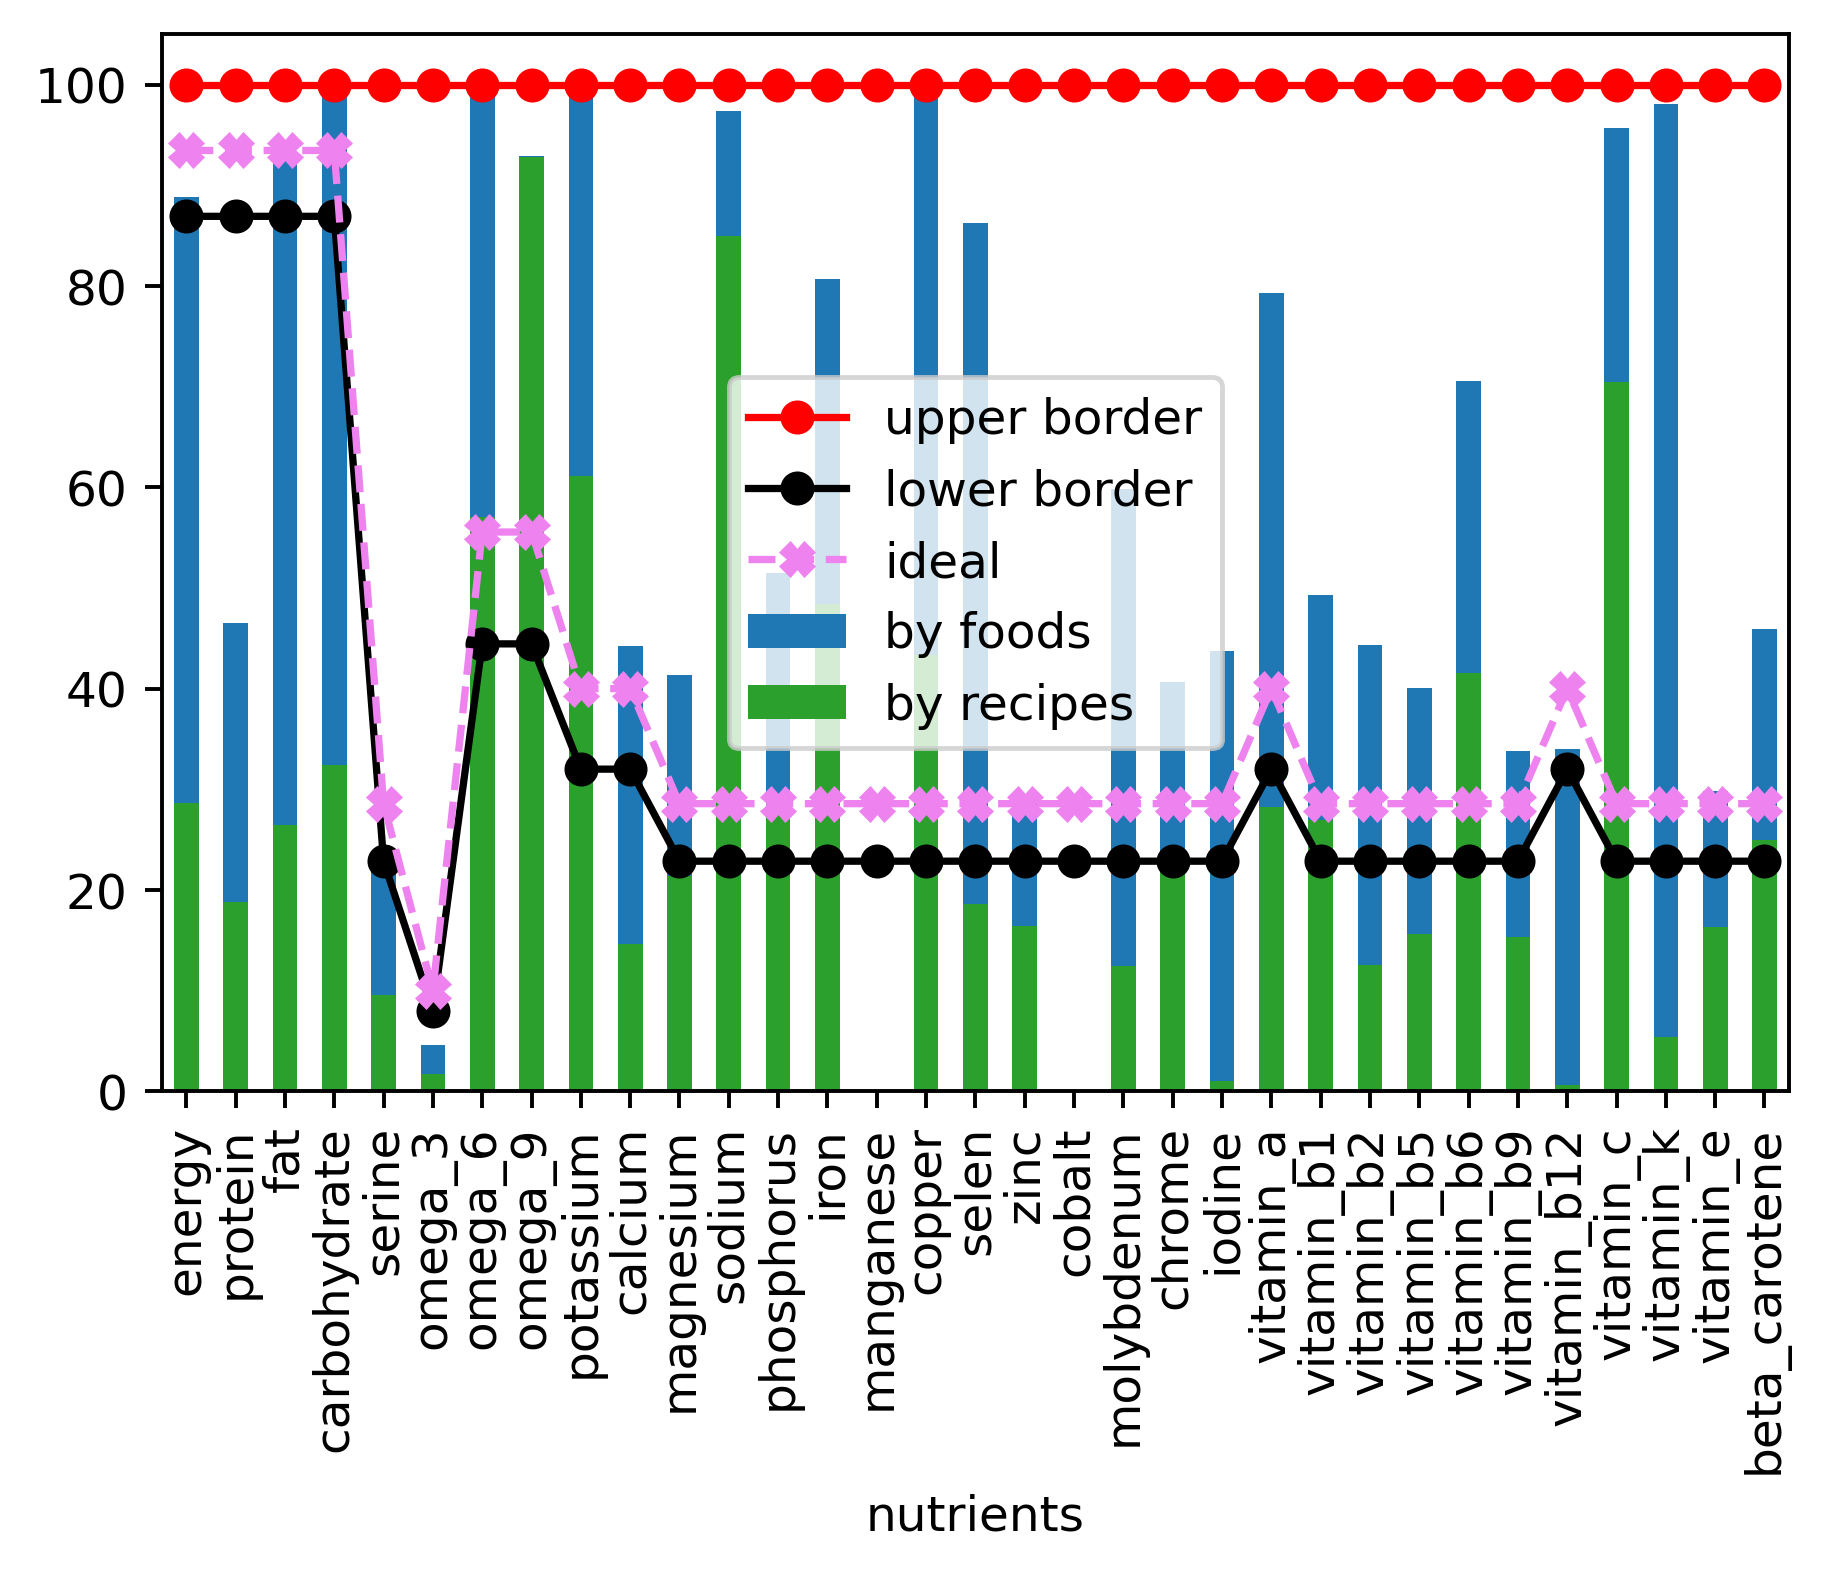 100
80
60
40
20
0
upper border
lower border
ideal
by foods
by recipes
energy
protein
fat
carbohydrate
serine
omega_3
omega_6
omega_9
potassium
calcium
magnesium
sodium
phosphorus
iron
manganese
copper
selen
zinc
cobalt
molybdenum
chrome
iodine
vitamin_a
vitamin_b1
vitamin_b2
vitamin_b5
vitamin_b6
vitamin_b9
vitamin_b12
vitamin_c
vitamin_k
vitamin_e
beta_carotene
nutrients